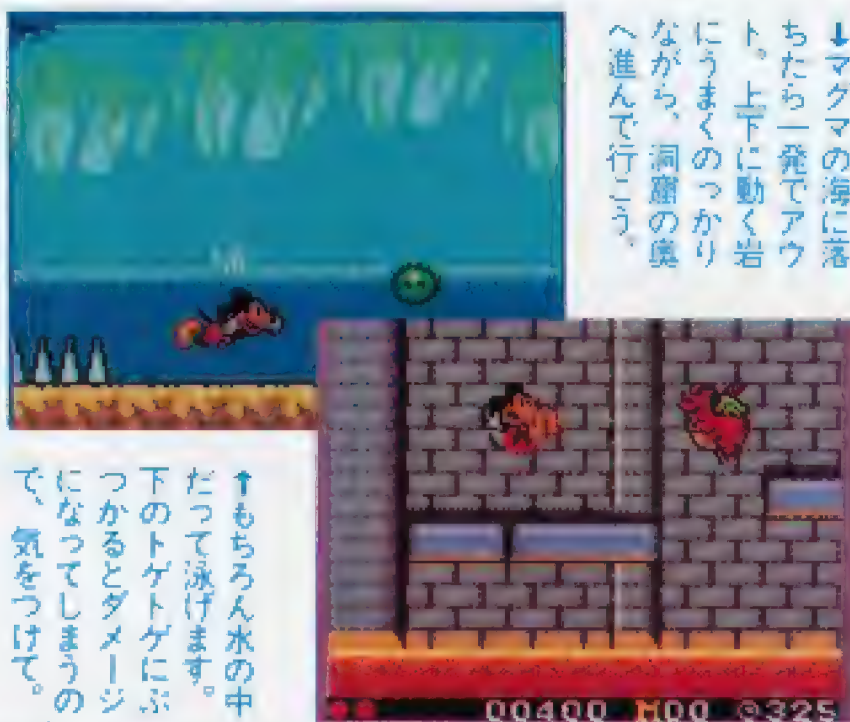 ↓マグマの海に落
ちたら一発でアウ
ト。上下に動く岩
にうまくのっかり
ながら、洞窟の奥
へ進んで行こう。
↑もちろん水の中
だって泳げます。
下のトゲトゲにぶ
つかるとダメージ
になってしまうの
で、気をつけて。
00400 M00 325